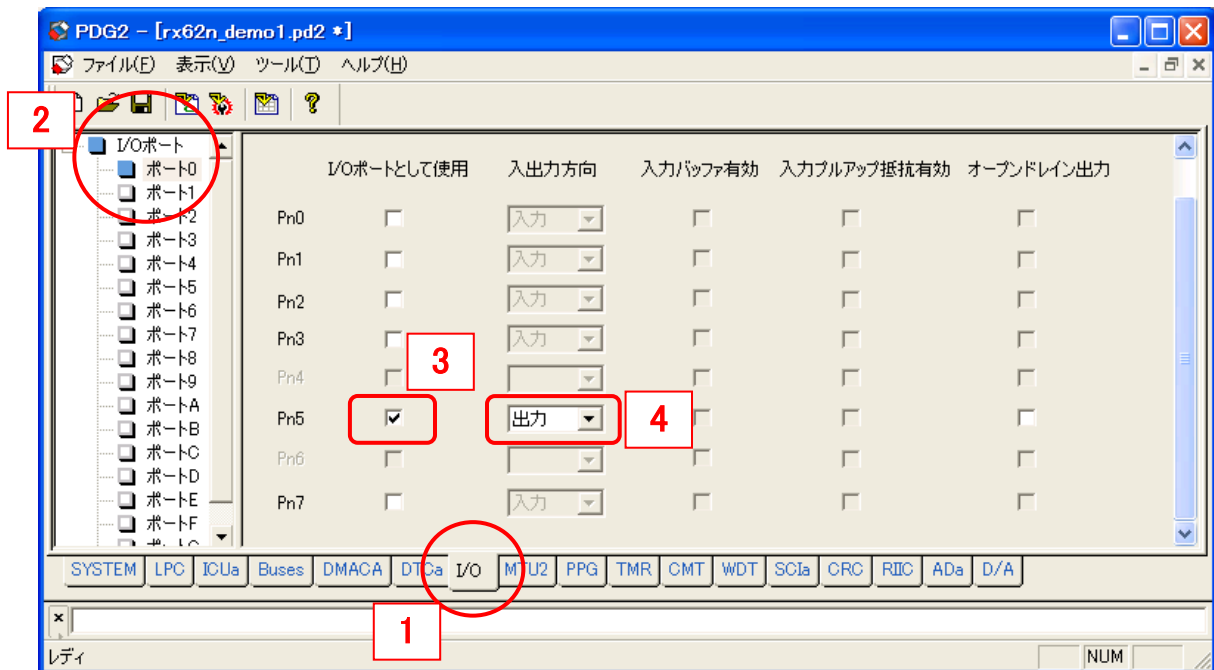 PDG2 - [rx62n_demo1.pd2 *]
ファイル(F) 表示(V) ツール(T) ヘルプ(H)
2
I/Oポート
ポート0
ポート1
ポート2
ポート3
ポート4
ポート5
ポート6
ポート7
ポート8
ポート9
ポートA
ポートB
ポートC
ポートD
ポートE
ポートF
I/Oポートとして使用 入出力方向 入力バッファ有効 入力プルアップ抵抗有効 オープンドレイン出力
Pn0 入力
Pn1 入力
Pn2 入力
Pn3 入力
3
Pn4
Pn5 出力
4
Pn6
Pn7 入力
SYSTEM LPC ICUa Buses DMACA DTCa I/O MTU2 PPG TMR CMT WDT SCIa CRC RIIC ADa D/A
1
レディ NUM